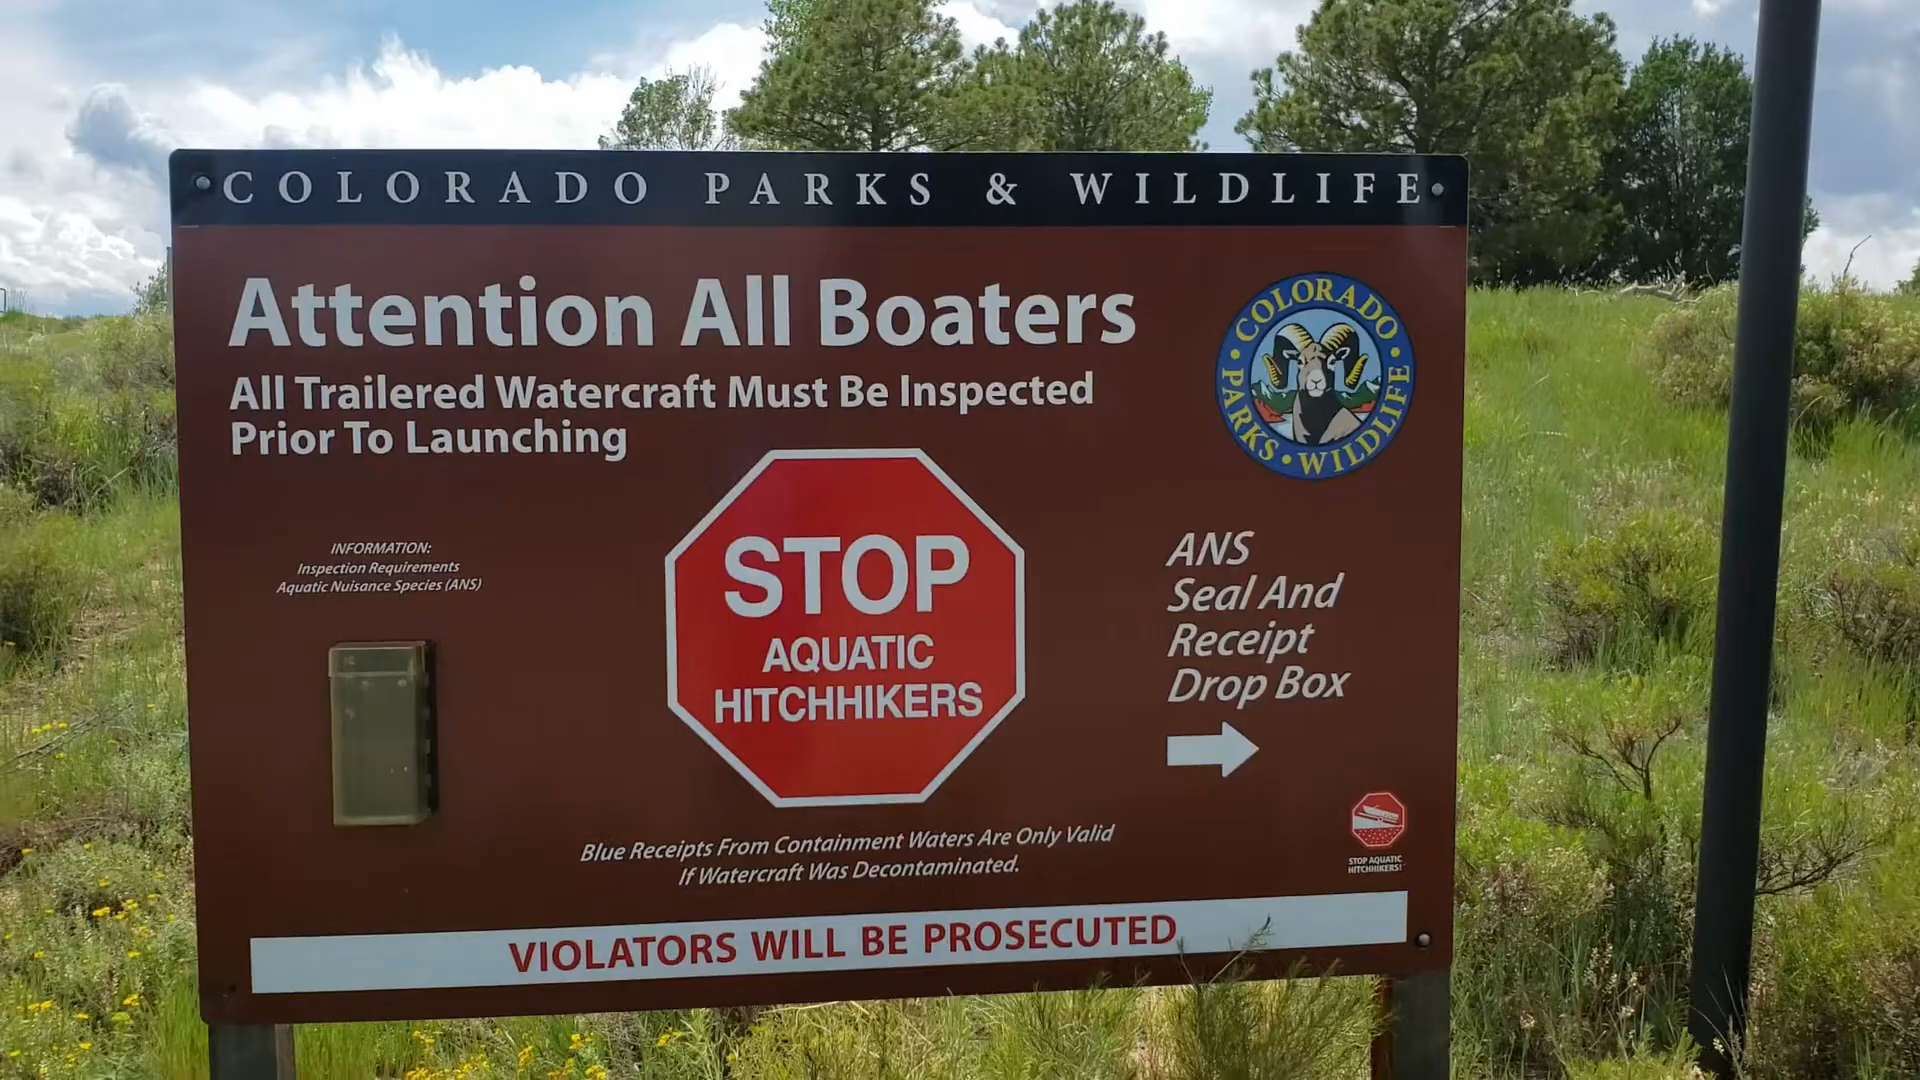 COLORADO PARKS & WILDLIFE
Attention All Boaters
All Trailered Watercraft Must Be Inspected
Prior To Launching
COLORADO
PARKS • WILDLIFE
INFORMATION:
Inspection Requirements
Aquatic Nuisance Species (ANS)
STOP
AQUATIC
HITCHHIKERS
ANS
Seal And
Receipt
Drop Box
Blue Receipts From Containment Waters Are Only Valid
If Watercraft Was Decontaminated.
STOP AQUATIC
HITCHHIKERS!
VIOLATORS WILL BE PROSECUTED